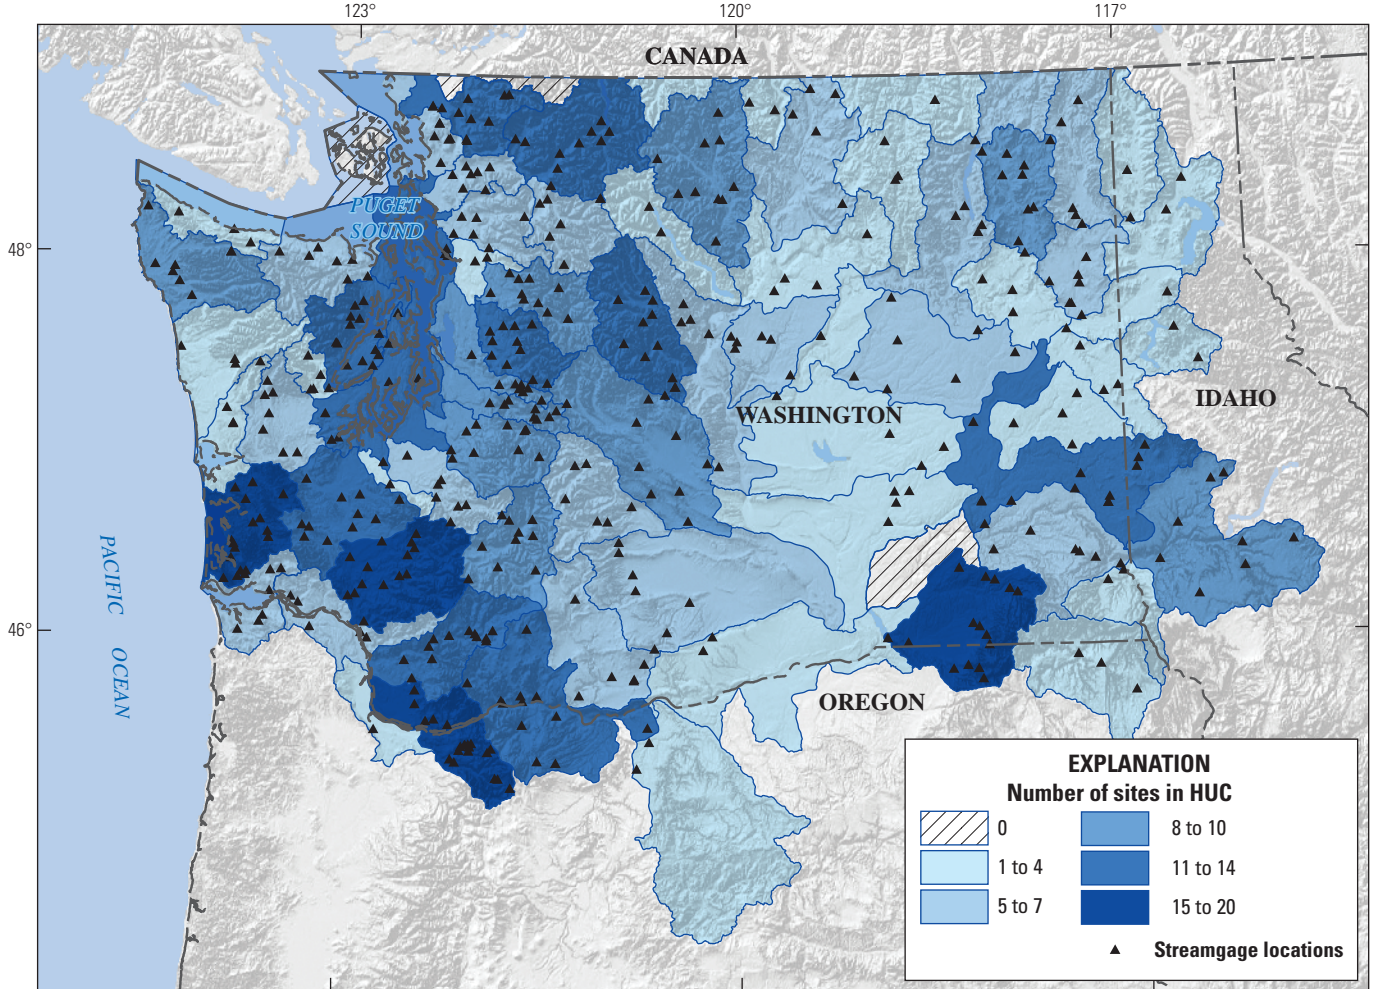 123°
120°
117°
CANADA
PUGET
SOUND
48°
IDAHO
WASHINGTON
PACIFIC OCEAN
46°
OREGON
EXPLANATION
Number of sites in HUC
0
8 to 10
1 to 4
11 to 14
5 to 7
15 to 20
Streamgage locations